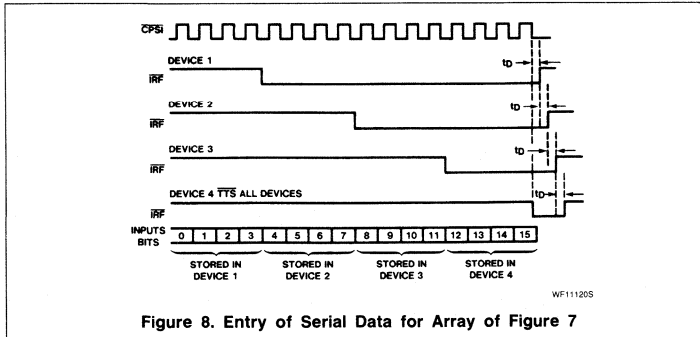 CPSI
DEVICE 1
tD
IRF
DEVICE 2
tD
IRF
DEVICE 3
tD
IRF
DEVICE 4 TTS ALL DEVICES
tD
IRF
INPUTS
BITS
0 1 2 3 4 5 6 7 8 9 10 11 12 13 14 15
STORED IN DEVICE 1
STORED IN DEVICE 2
STORED IN DEVICE 3
STORED IN DEVICE 4
WF11120S
Figure 8. Entry of Serial Data for Array of Figure 7